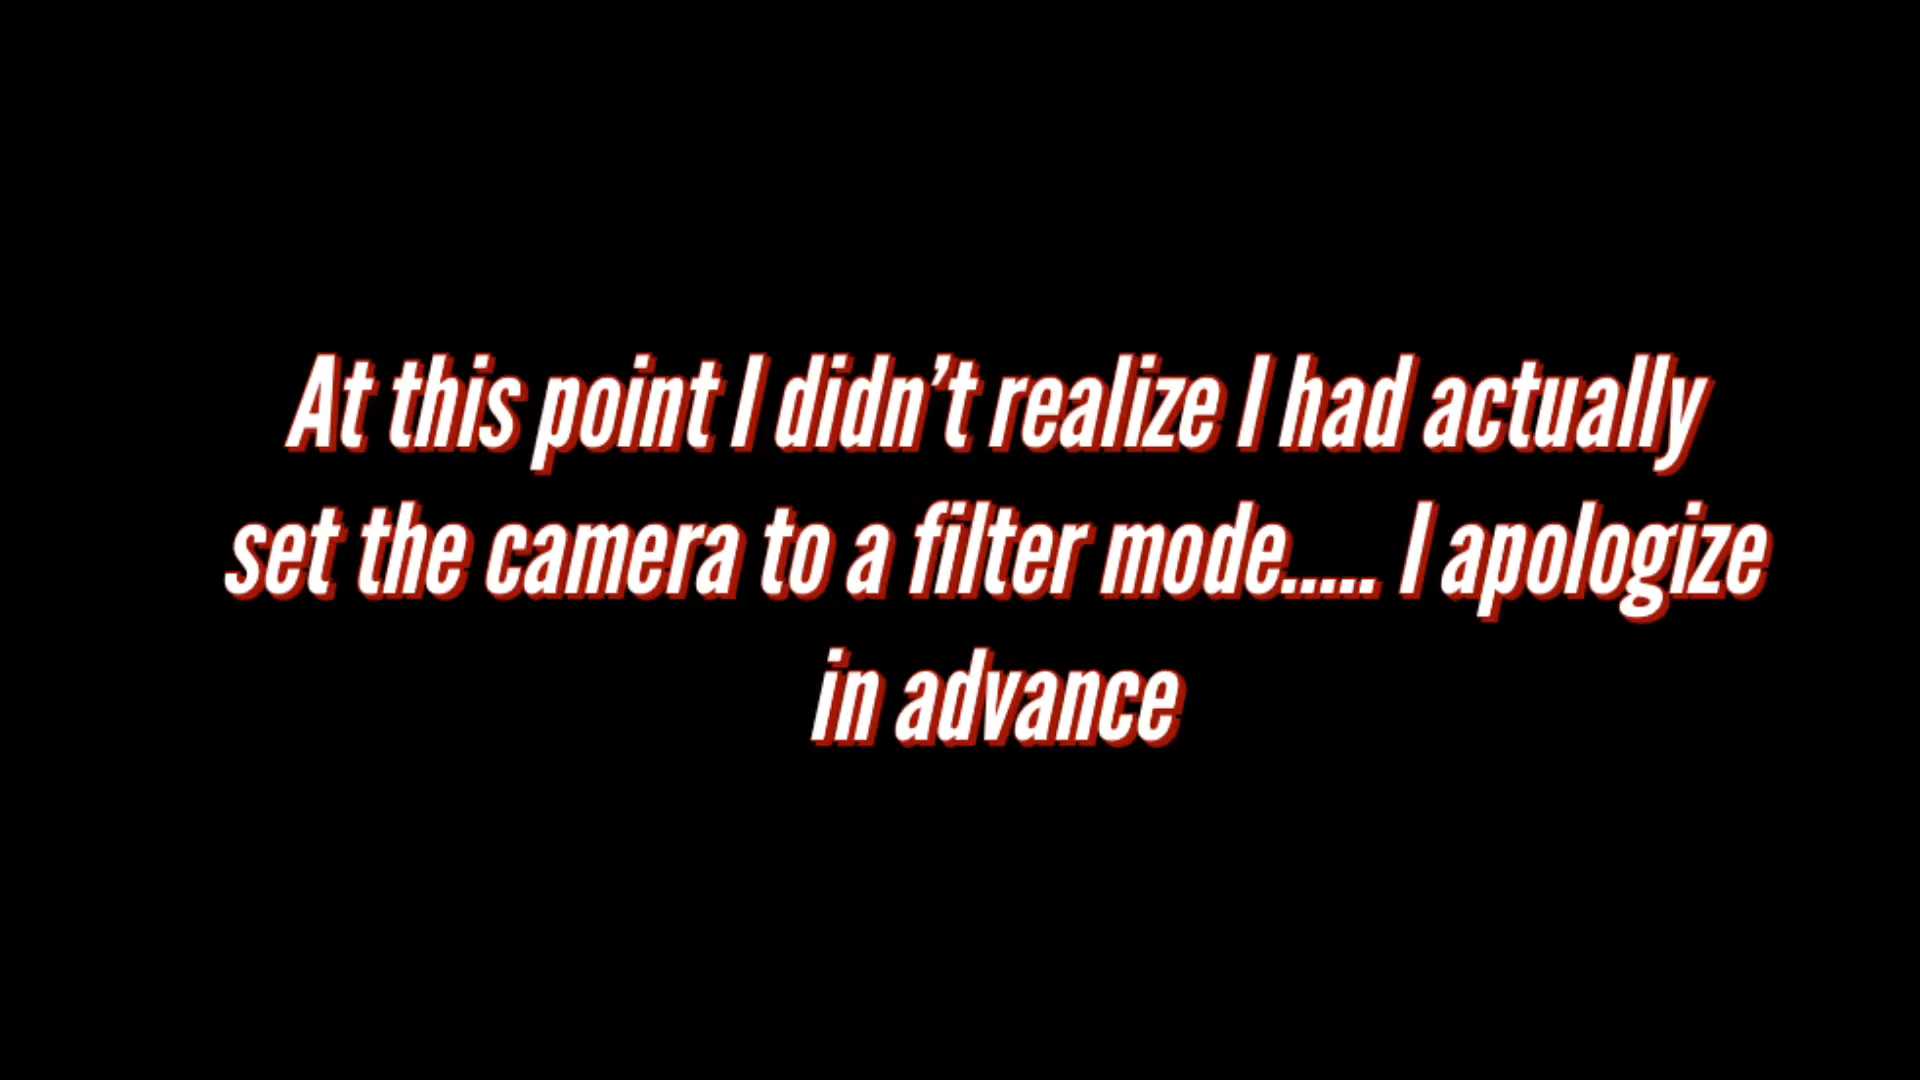 At this point I didn’t realize I had actually
set the camera to a filter mode..... I apologize
in advance